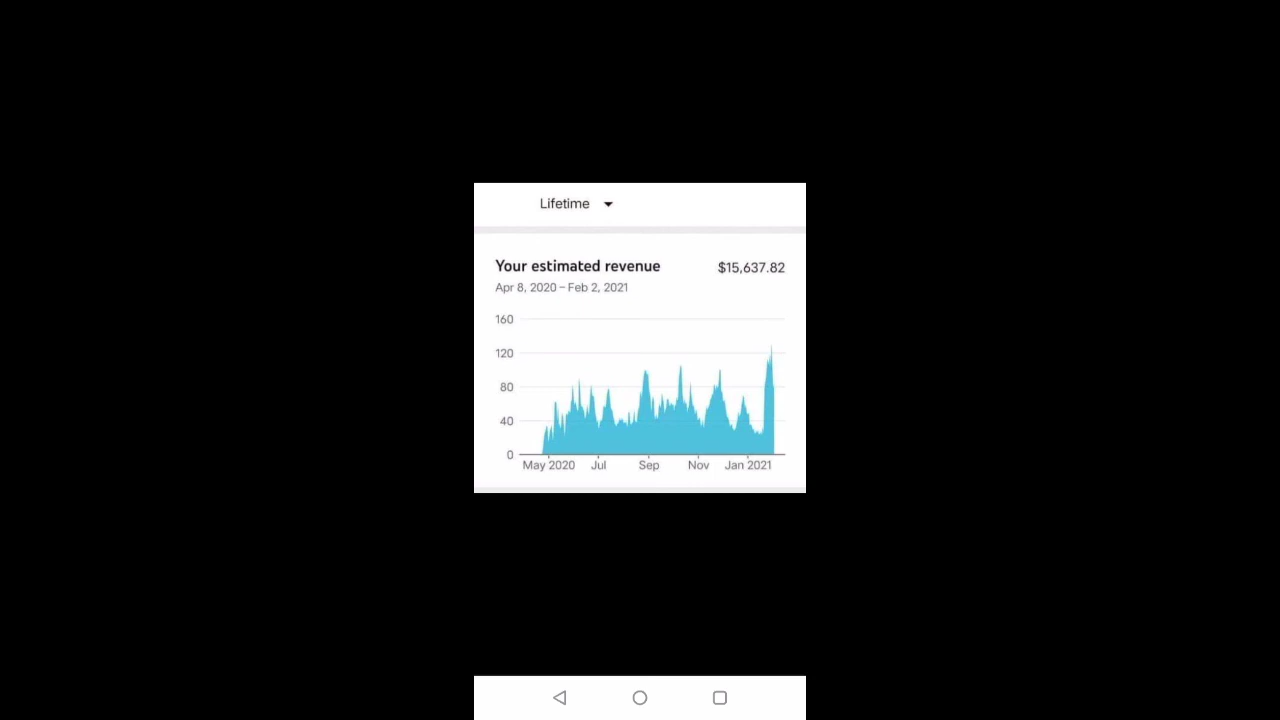 Lifetime
Your estimated revenue $15,637.82
Apr 8, 2020 – Feb 2, 2021
160
120
80
40
0
May 2020 Jul Sep Nov Jan 2021